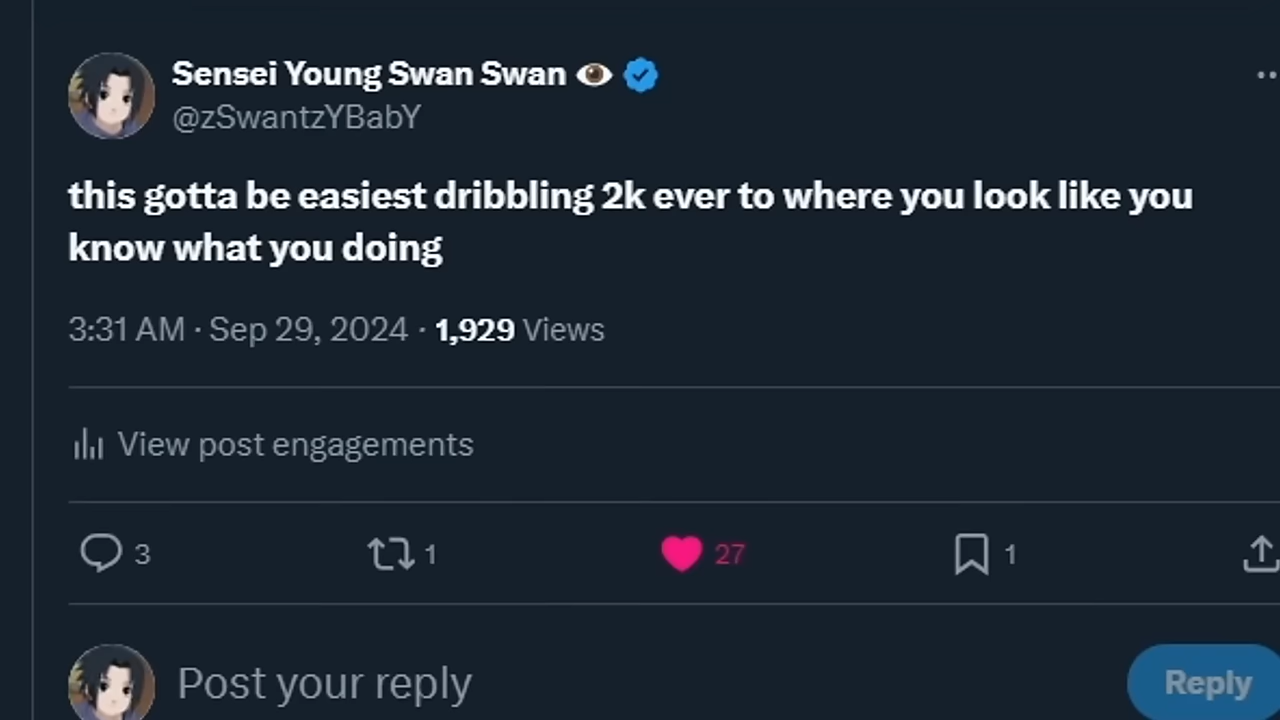 Sensei Young Swan Swan 👁️
@zSwantzYBabY
this gotta be easiest dribbling 2k ever to where you look like you
know what you doing
3:31 AM · Sep 29, 2024 · 1,929 Views
View post engagements
3 1 27 1
Post your reply Reply